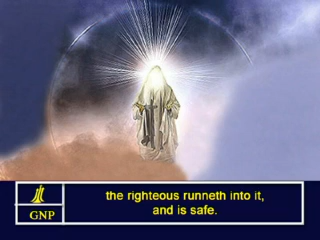 the righteous runneth into it,
and is safe.
GNP